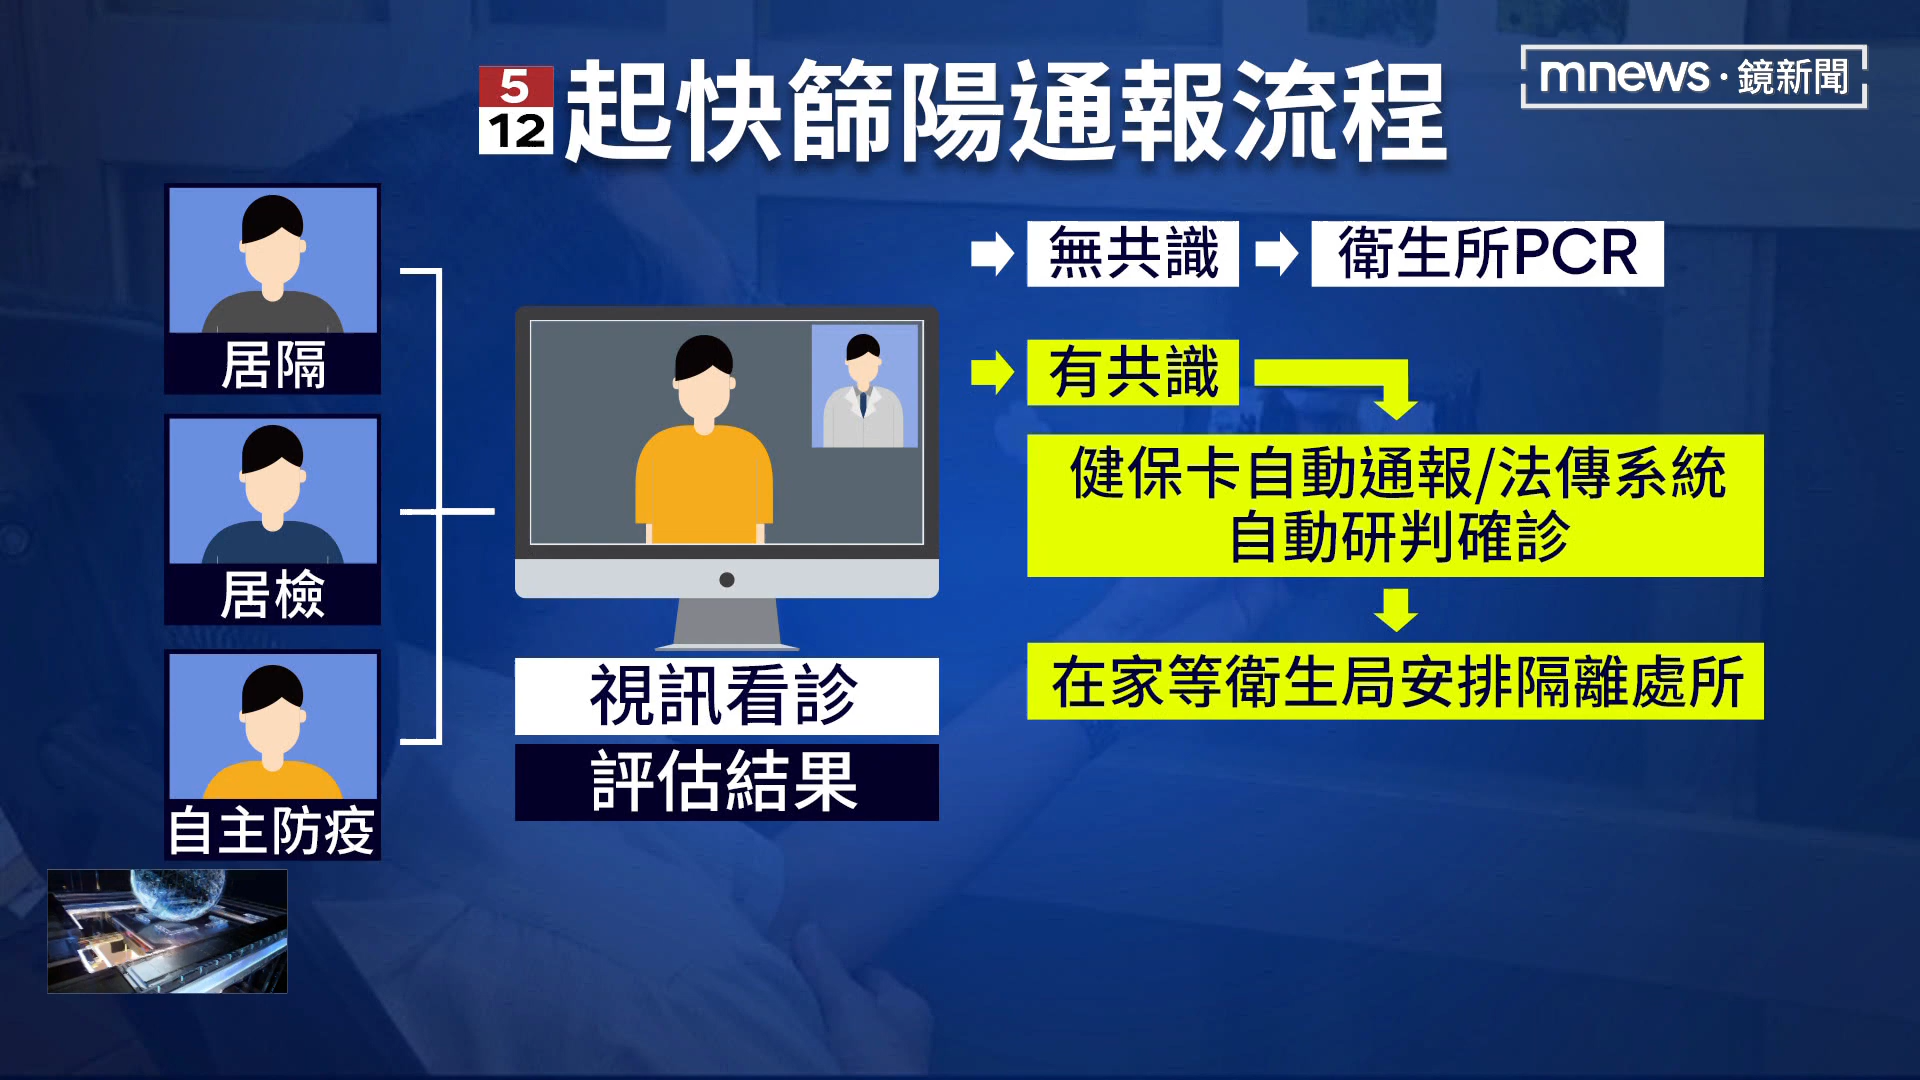 5
12
起快篩陽通報流程
mnews·鏡新聞
居隔
居檢
自主防疫
視訊看診
評估結果
無共識
衛生所PCR
有共識
健保卡自動通報/法傳系統
自動研判確診
在家等衛生局安排隔離處所